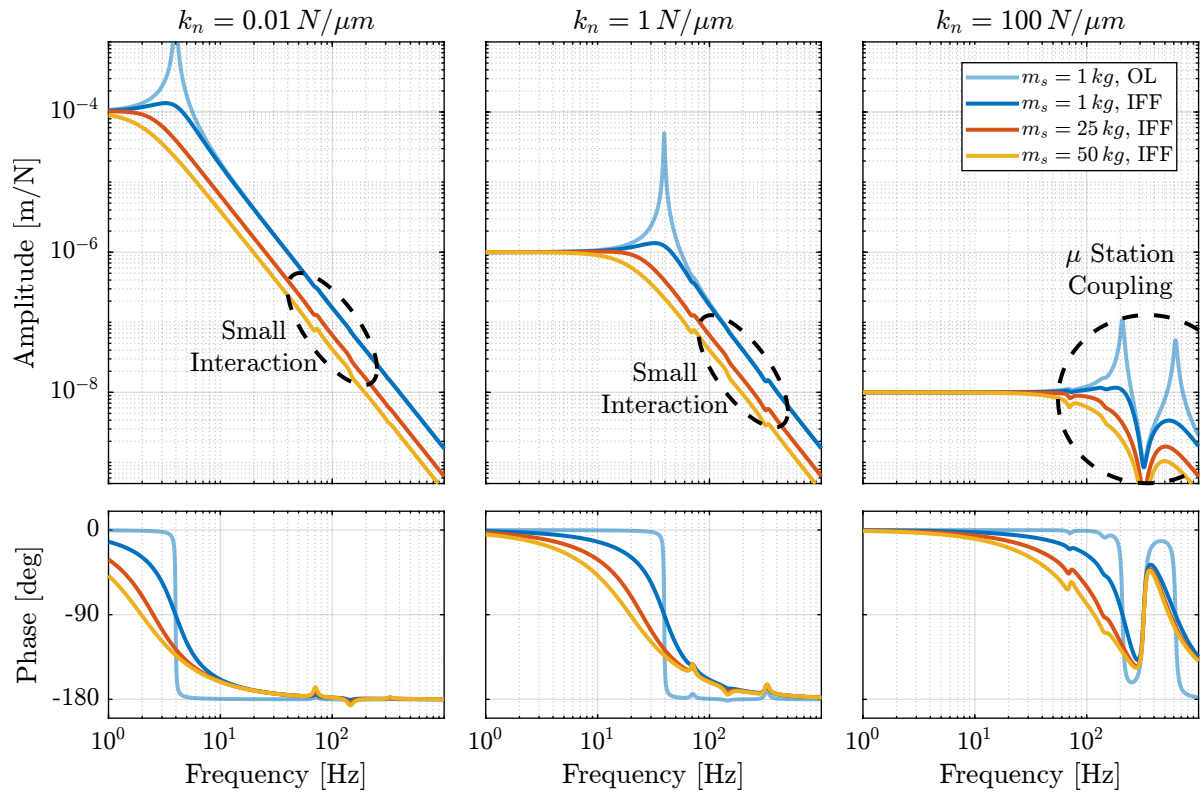 k_n = 0.01 N/μm
k_n = 1 N/μm
k_n = 100 N/μm
Amplitude [m/N]
10^{-4}
10^{-6}
10^{-8}
m_s = 1 kg, OL
m_s = 1 kg, IFF
m_s = 25 kg, IFF
m_s = 50 kg, IFF
Small
Interaction
Small
Interaction
μ Station
Coupling
Phase [deg]
0
-90
-180
10^0 10^1 10^2
10^0 10^1 10^2
10^0 10^1 10^2
Frequency [Hz]
Frequency [Hz]
Frequency [Hz]